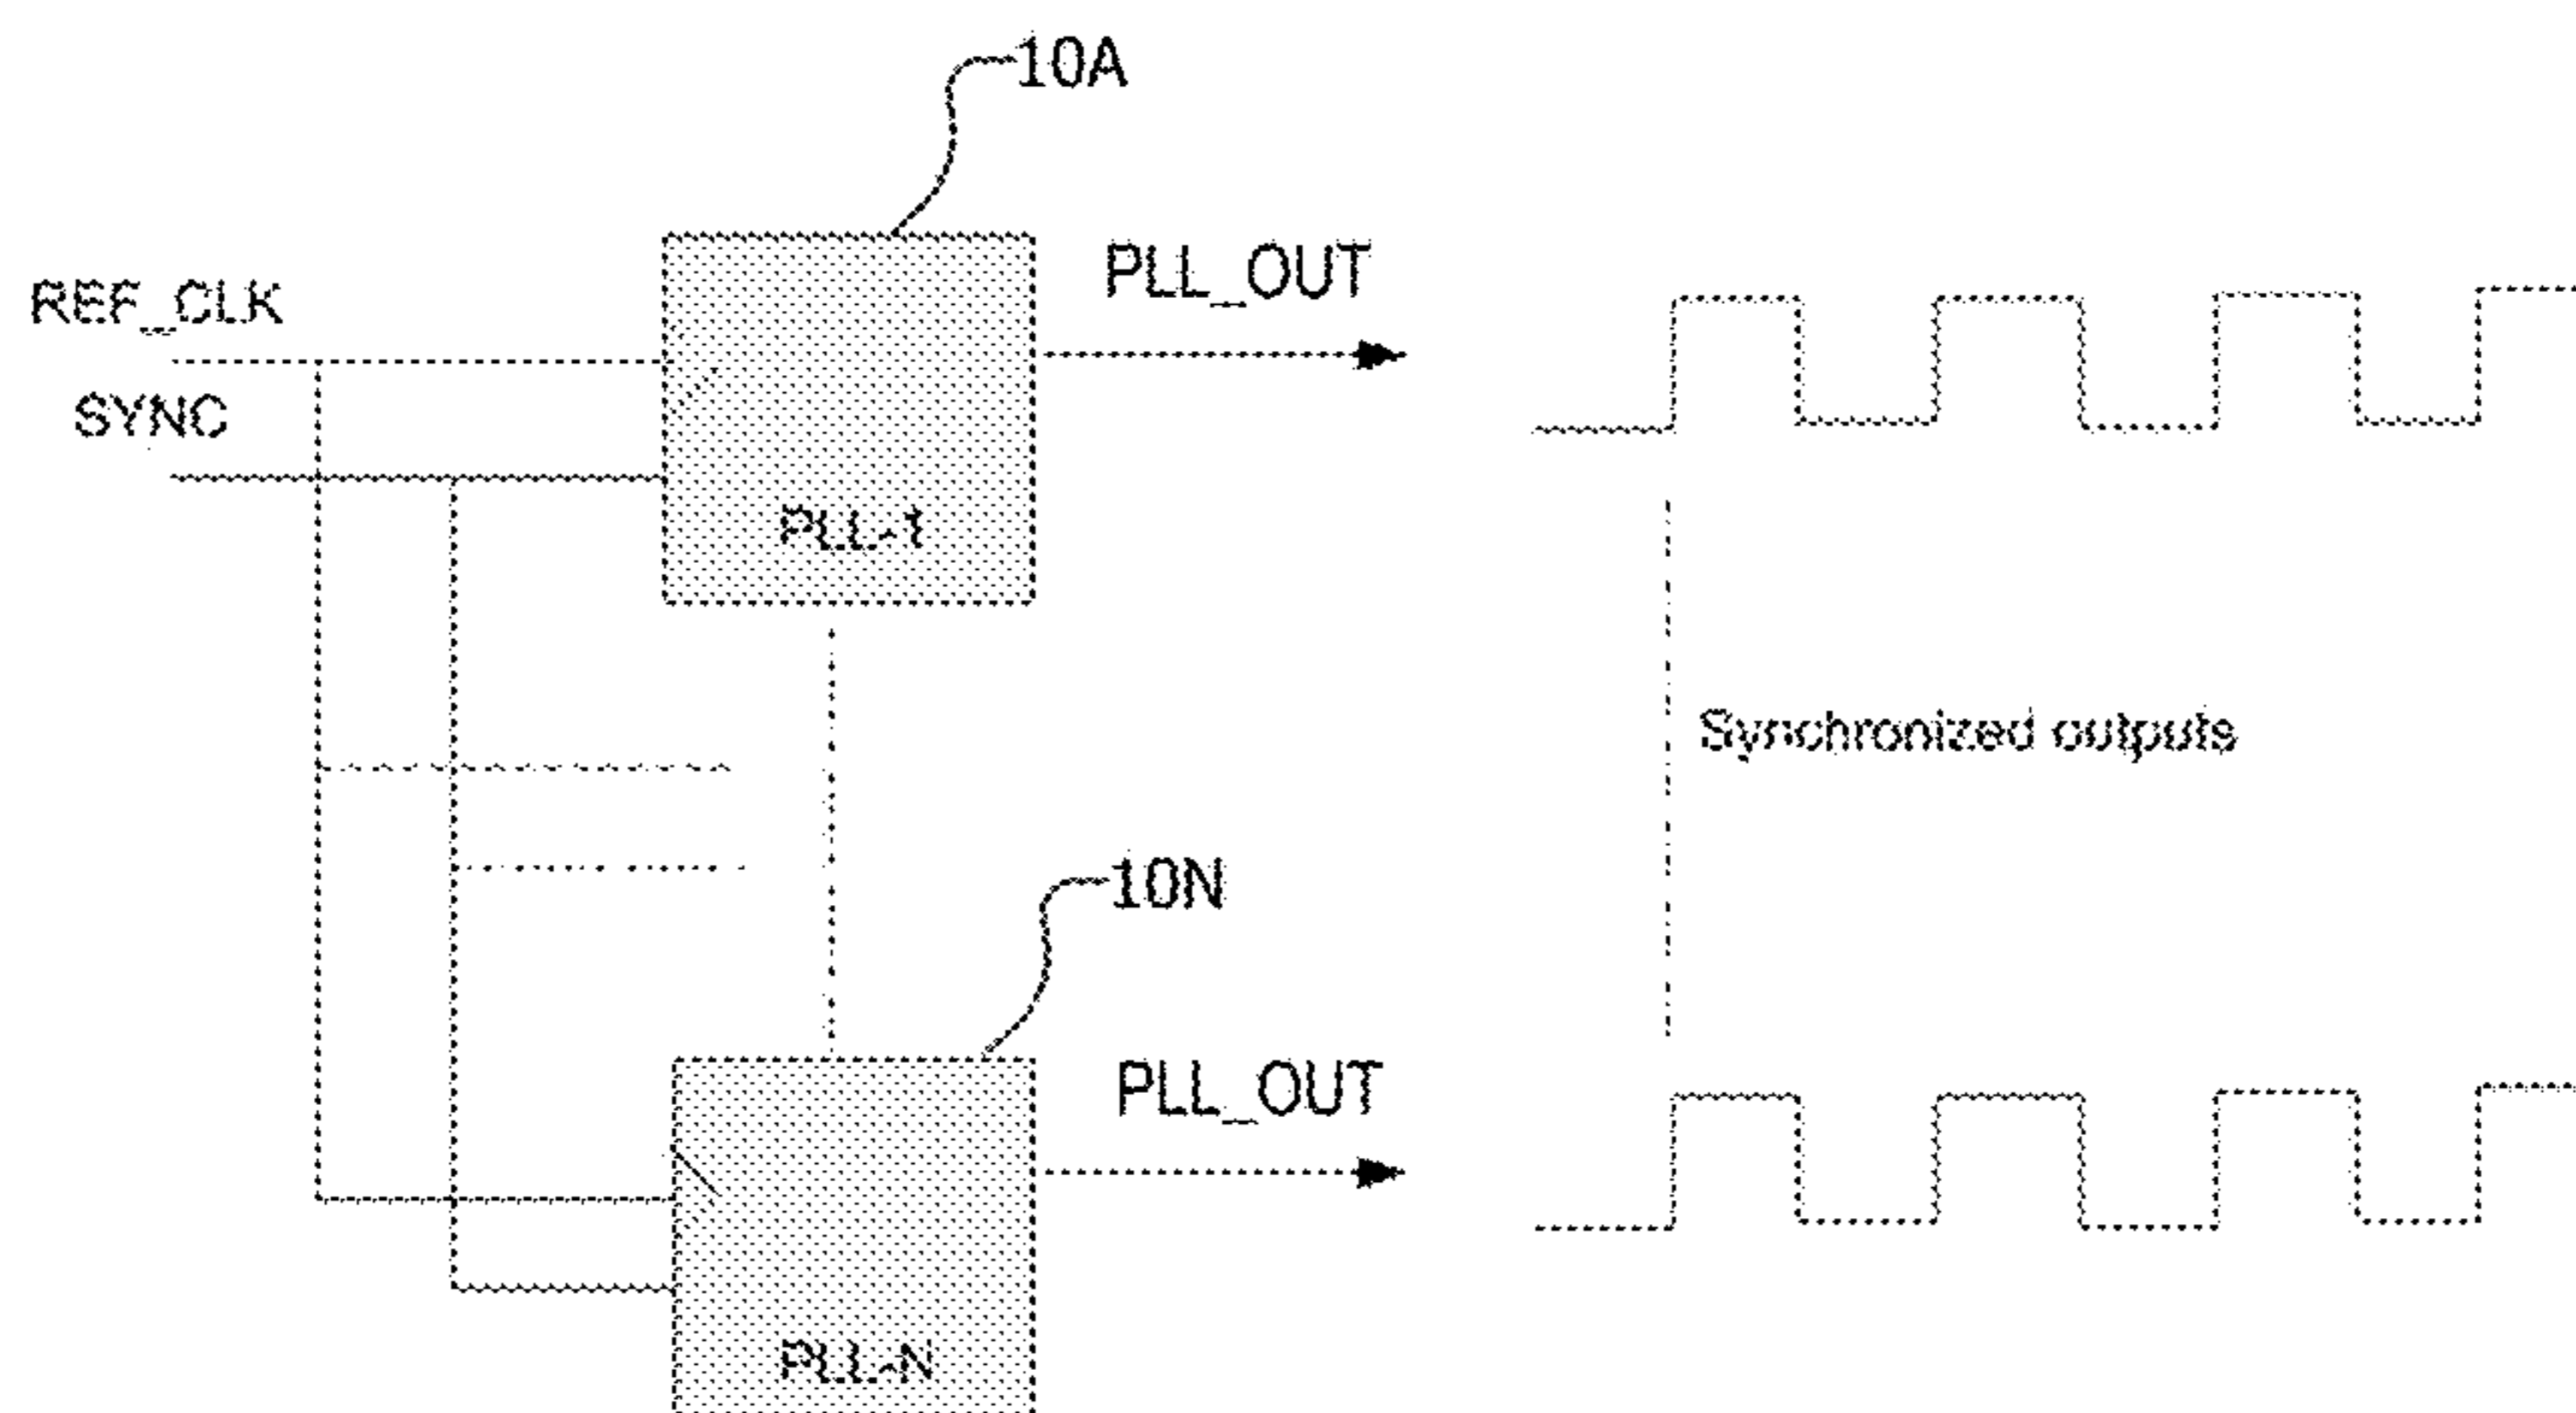 10A
PLL_OUT
REF_CLK
SYNC
PLL-1
Synchronized outputs
10N
PLL_OUT
PLL-N